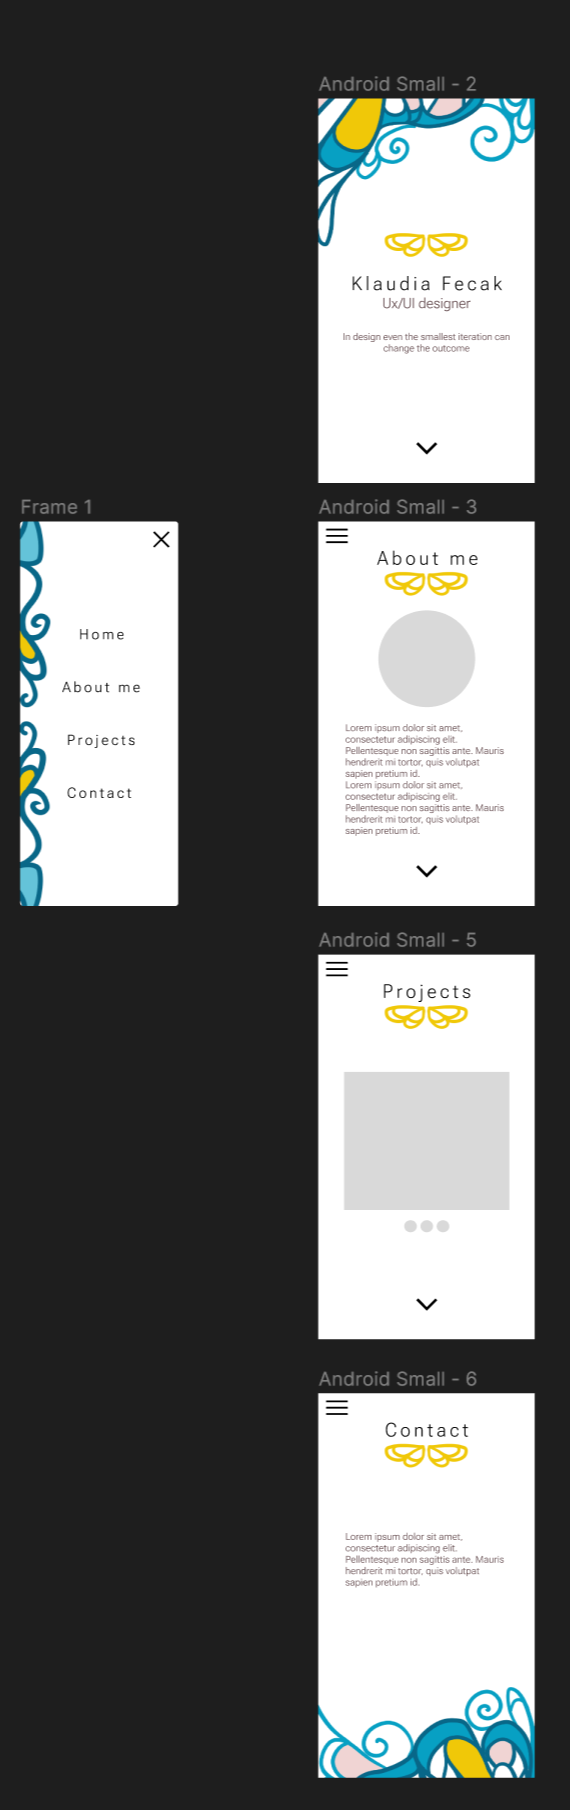 Android Small - 2
Klaudia Fecak
Ux/UI designer
In design even the smallest iteration can
change the outcome
Frame 1
Home
About me
Projects
Contact
Android Small - 3
About me
Lorem ipsum dolor sit amet,
consectetur adipiscing elit.
Pellentesque non sagittis ante. Mauris
hendrerit mi tortor, quis volutpat
sapien pretium id.
Lorem ipsum dolor sit amet,
consectetur adipiscing elit.
Pellentesque non sagittis ante. Mauris
hendrerit mi tortor, quis volutpat
sapien pretium id.
Android Small - 5
Projects
Android Small - 6
Contact
Lorem ipsum dolor sit amet,
consectetur adipiscing elit.
Pellentesque non sagittis ante. Mauris
hendrerit mi tortor, quis volutpat
sapien pretium id.